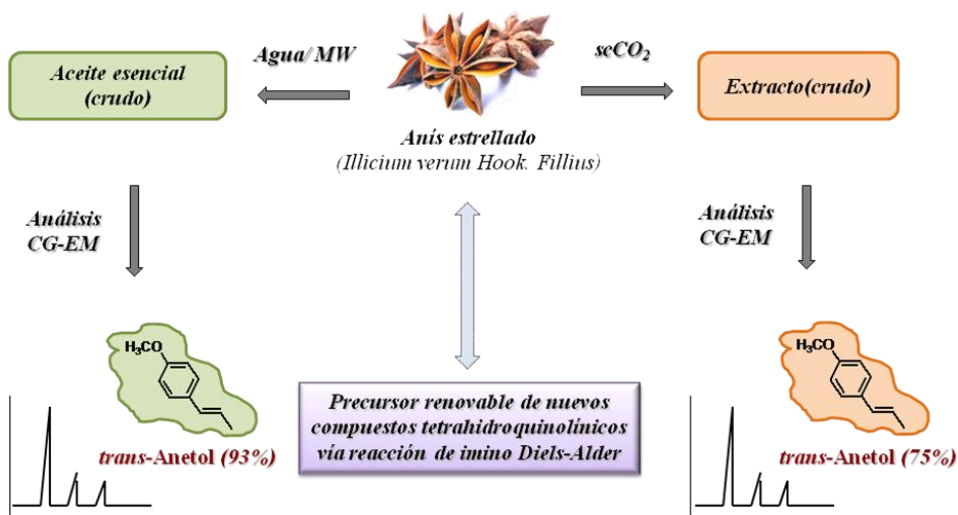 Agua/ MW
scCO2
Aceite esencial
(crudo)
Extracto(crudo)
Anís estrellado
(Illicium verum Hook. Fillius)
Análisis
CG-EM
Análisis
CG-EM
H3CO
H3CO
Precursor renovable de nuevos
compuestos tetrahidroquinolínicos
vía reacción de imino Diels-Alder
trans-Anetol (93%)
trans-Anetol (75%)